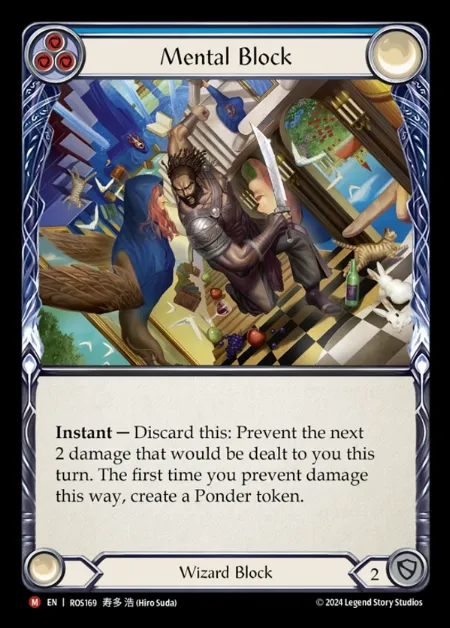 Mental Block
Instant — Discard this: Prevent the next
2 damage that would be dealt to you this
turn. The first time you prevent damage
this way, create a Ponder token.
Wizard Block
2
M EN | ROS169 寿多 浩 (Hiro Suda)
© 2024 Legend Story Studios